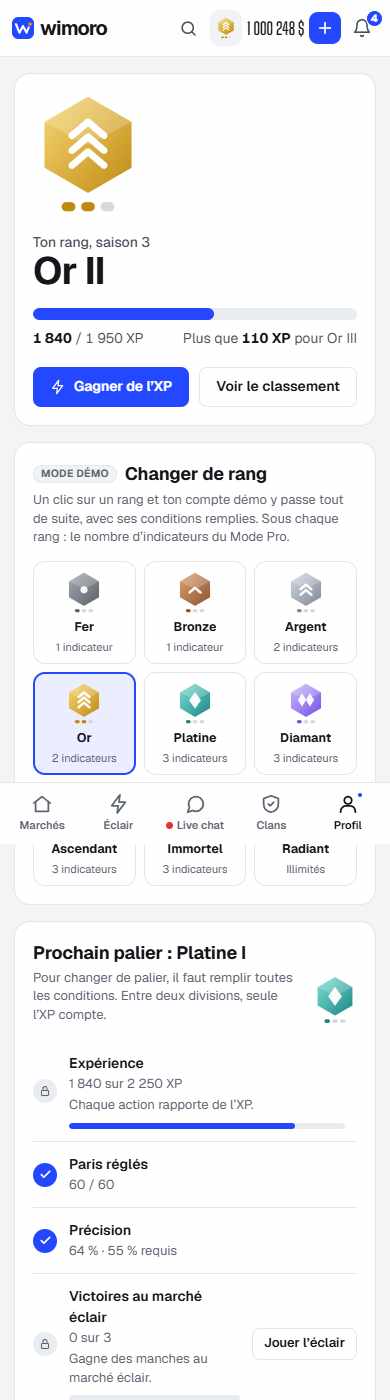 wimoro
1 000 248 $
4
Ton rang, saison 3
Or II
1 840 / 1 950 XP
Plus que 110 XP pour Or III
Gagner de l’XP
Voir le classement
MODE DÉMO
Changer de rang
Un clic sur un rang et ton compte démo y passe tout
de suite, avec ses conditions remplies. Sous chaque
rang : le nombre d’indicateurs du Mode Pro.
Fer
Bronze
Argent
1 indicateur
1 indicateur
2 indicateurs
Or
Platine
Diamant
2 indicateurs
3 indicateurs
3 indicateurs
Marchés
Éclair
Live chat
Clans
Profil
Ascendant
Immortel
Radiant
3 indicateurs
3 indicateurs
Illimités
Prochain palier : Platine I
Pour changer de palier, il faut remplir toutes
les conditions. Entre deux divisions, seule
l’XP compte.
Expérience
1 840 sur 2 250 XP
Chaque action rapporte de l’XP.
Paris réglés
60 / 60
Précision
64 % · 55 % requis
Victoires au marché
éclair
0 sur 3
Gagne des manches au
marché éclair.
Jouer l’éclair